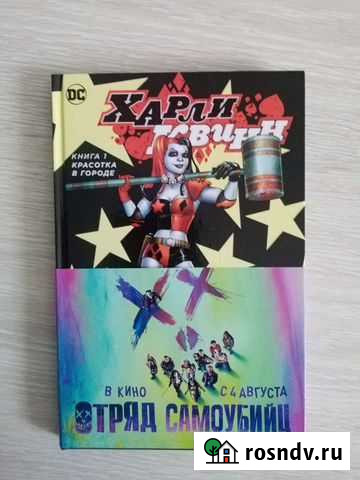 DC
ХАРЛИ
КВИНН
КНИГА 1
КРАСОТКА
В ГОРОДЕ
В КИНО С 4 АВГУСТА
ОТРЯД САМОУБИЙЦ
rosndv.ru